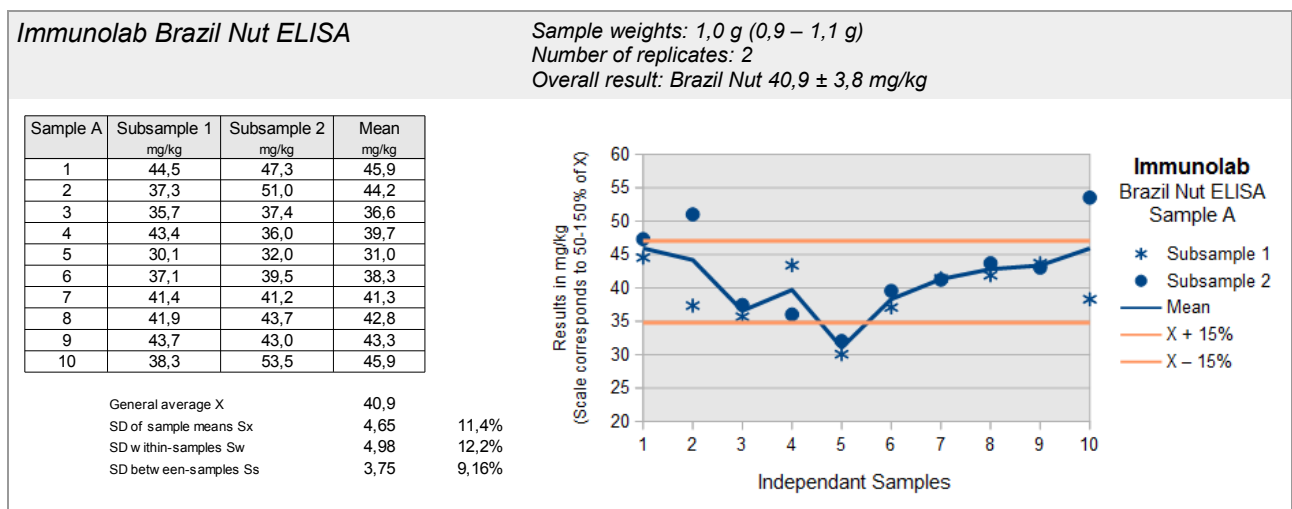 Immunolab Brazil Nut ELISA
Sample weights: 1,0 g (0,9 – 1,1 g)
Number of replicates: 2
Overall result: Brazil Nut 40,9 ± 3,8 mg/kg
Sample A Subsample 1 Subsample 2 Mean
mg/kg mg/kg mg/kg
1 44,5 47,3 45,9
2 37,3 51,0 44,2
3 35,7 37,4 36,6
4 43,4 36,0 39,7
5 30,1 32,0 31,0
6 37,1 39,5 38,3
7 41,4 41,2 41,3
8 41,9 43,7 42,8
9 43,7 43,0 43,3
10 38,3 53,5 45,9
General average X 40,9
SD of sample means Sx 4,65 11,4%
SD within-samples Sw 4,98 12,2%
SD between-samples Ss 3,75 9,16%
Results in mg/kg
(Scale corresponds to 50-150% of X)
60
55
50
45
40
35
30
25
20
1 2 3 4 5 6 7 8 9 10
Independant Samples
Immunolab
Brazil Nut ELISA
Sample A
Subsample 1
Subsample 2
Mean
X + 15%
X – 15%